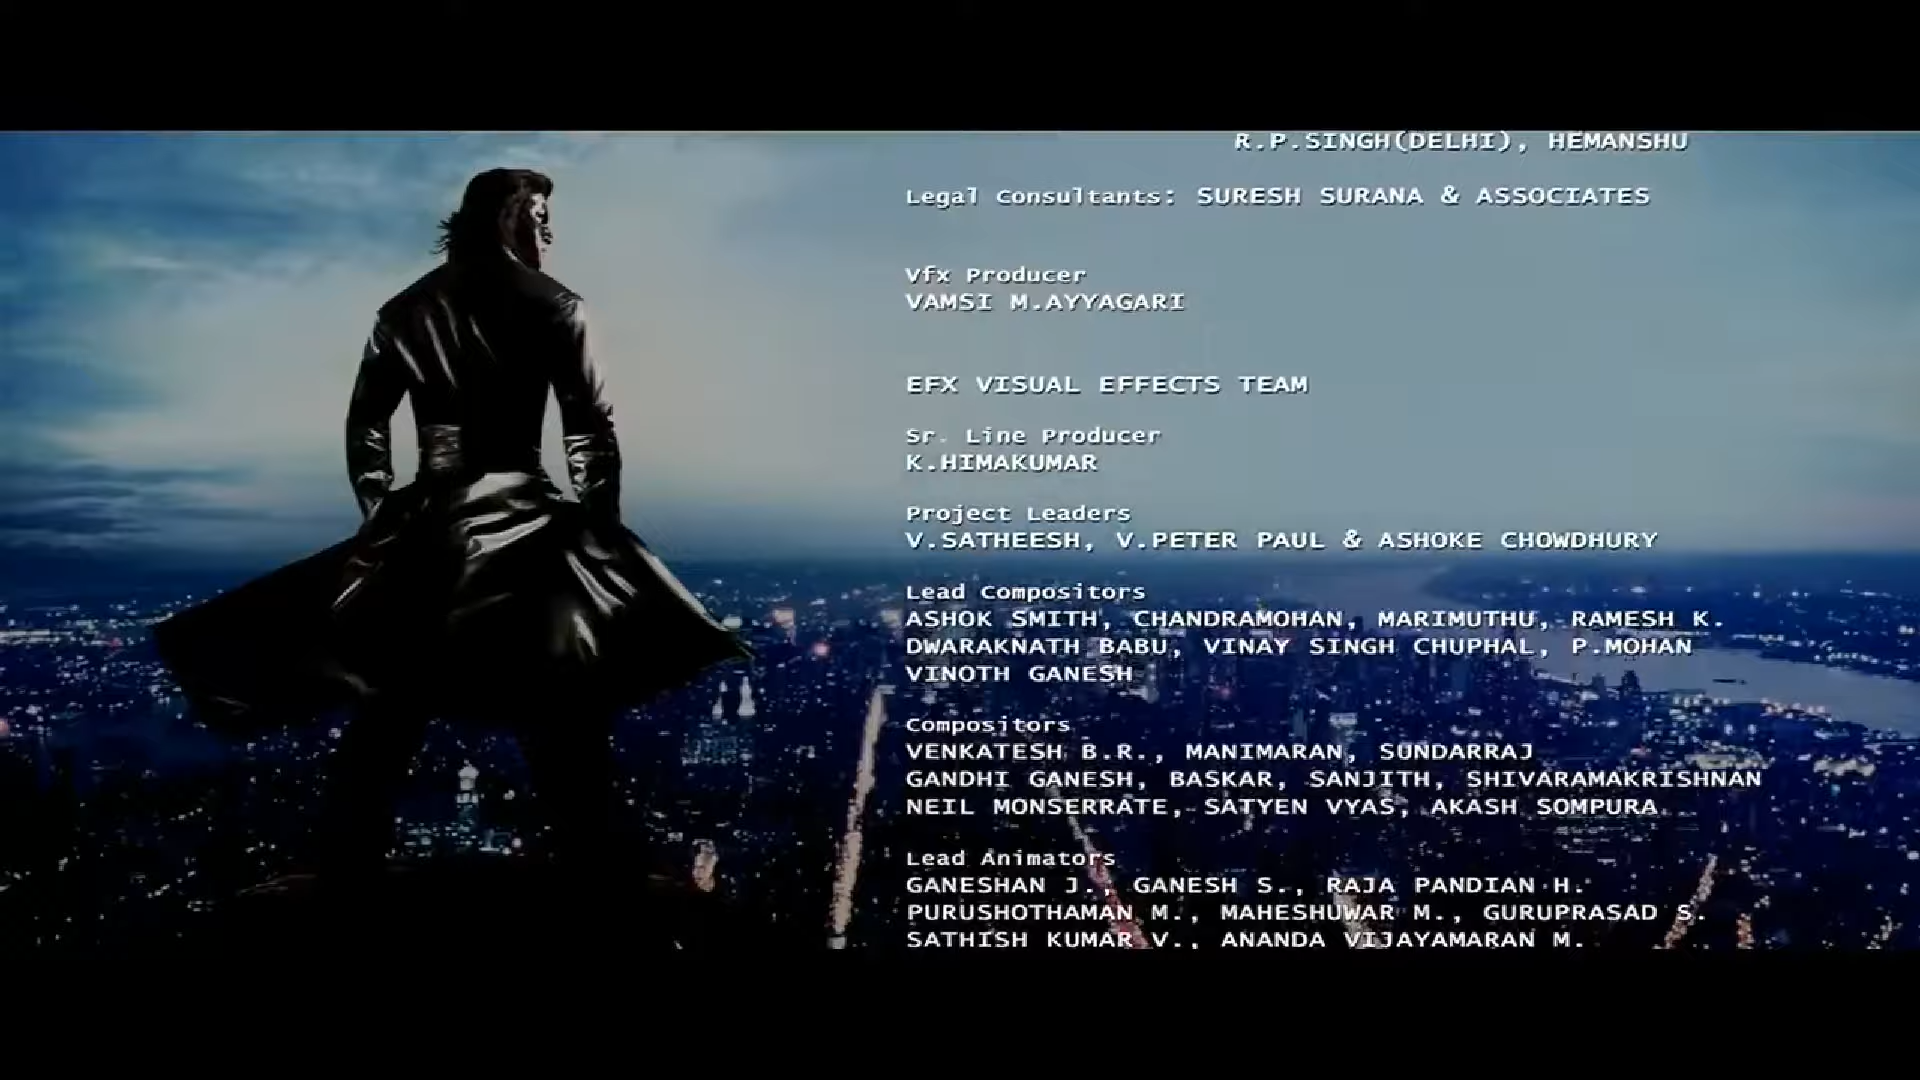 R.P.SINGH(DELHI), HEMANSHU
Legal Consultants: SURESH SURANA & ASSOCIATES
Vfx Producer
VAMSI M.AYYAGARI
EFX VISUAL EFFECTS TEAM
Sr. Line Producer
K.HIMAKUMAR
Project Leaders
V.SATHEESH, V.PETER PAUL & ASHOKE CHOWDHURY
Lead Compositors
ASHOK SMITH, CHANDRAMOHAN, MARIMUTHU, RAMESH K.
DWARAKNATH BABU, VINAY SINGH CHUPHAL, P.MOHAN
VINOTH GANESH
Compositors
VENKATESH B.R., MANIMARAN, SUNDARRAJ
GANDHI GANESH, BASKAR, SANJITH, SHIVARAMAKRISHNAN
NEIL MONSERRATE, SATYEN VYAS, AKASH SOMPURA
Lead Animators
GANESHAN J., GANESH S., RAJA PANDIAN H.
PURUSHOTHAMAN M., MAHESHUWAR M., GURUPRASAD S.
SATHISH KUMAR V., ANANDA VIJAYAMARAN M.